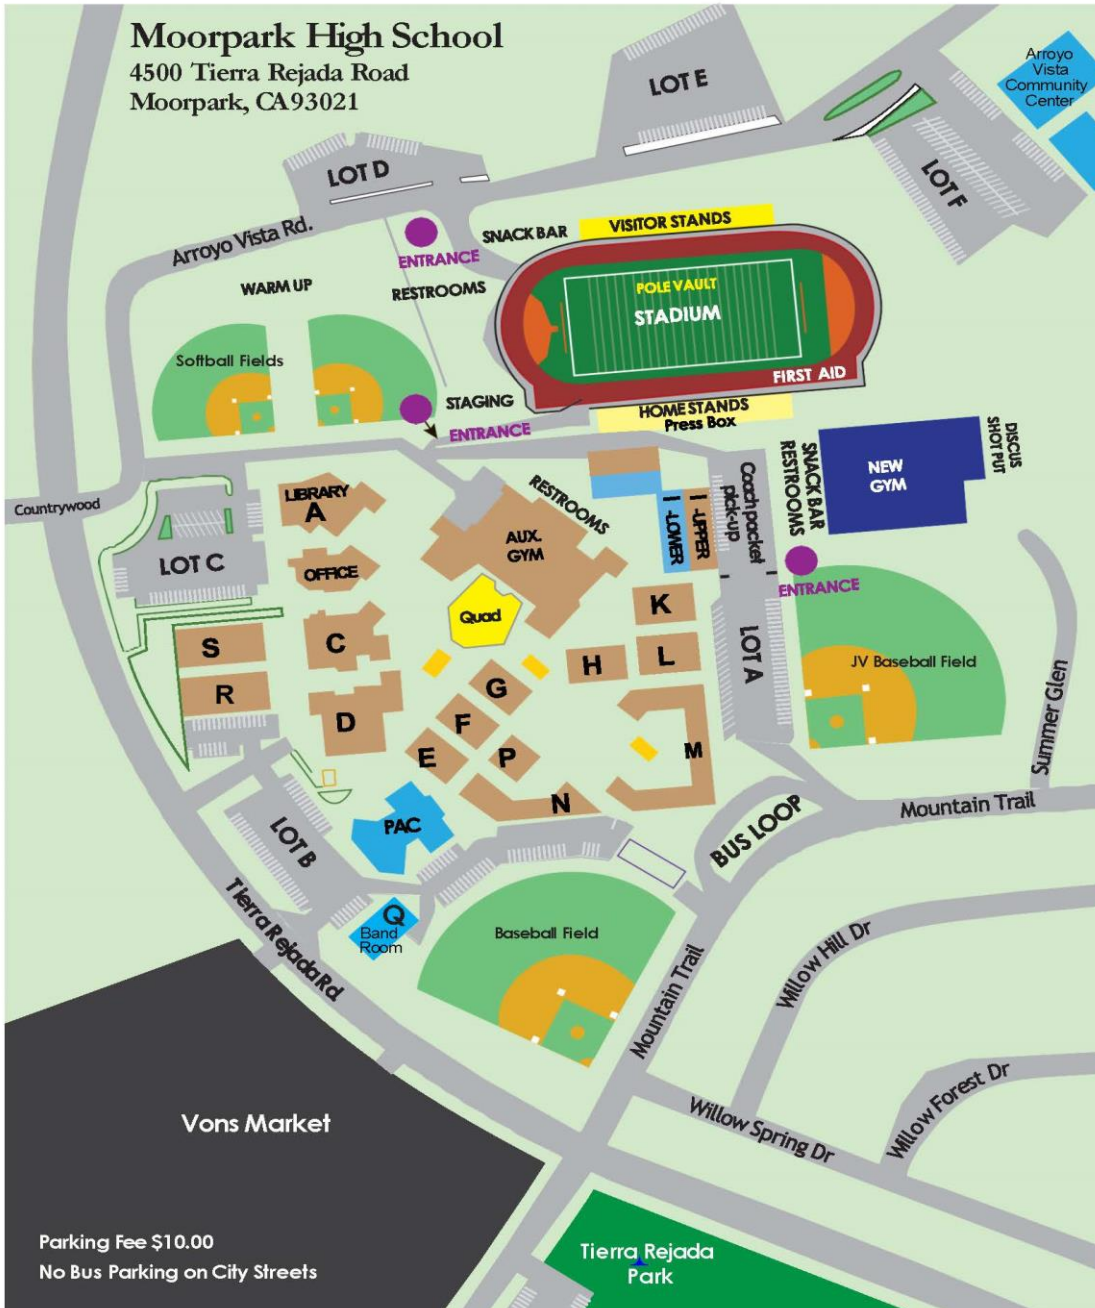 Moorpark High School
4500 Tierra Rejada Road
Moorpark, CA93021
LOT E
Arroyo
Vista
Community
Center
LOT D
LOT F
Arroyo Vista Rd.
ENTRANCE
SNACK BAR
VISITOR STANDS
WARM UP
RESTROOMS
POLE VAULT
STADIUM
Softball Fields
FIRST AID
STAGING
ENTRANCE
HOME STANDS
Press Box
DISCUS
SHOT PUT
NEW
GYM
SNACK BAR
RESTROOMS
Coach packet
pick-up
Countrywood
LIBRARY
A
RESTROOMS
AUX.
GYM
I -LOWER
I -UPPER
LOT C
OFFICE
ENTRANCE
Quad
K
S
C
L
LOT A
JV Baseball Field
H
R
G
D
F
E
P
M
Summer Glen
N
Mountain Trail
PAC
BUS LOOP
LOT B
Q
Band
Room
Baseball Field
Tierra Rejada Rd.
Mountain Trail
Willow Hill Dr
Willow Forest Dr
Willow Spring Dr
Vons Market
Parking Fee $10.00
No Bus Parking on City Streets
Tierra Rejada
Park